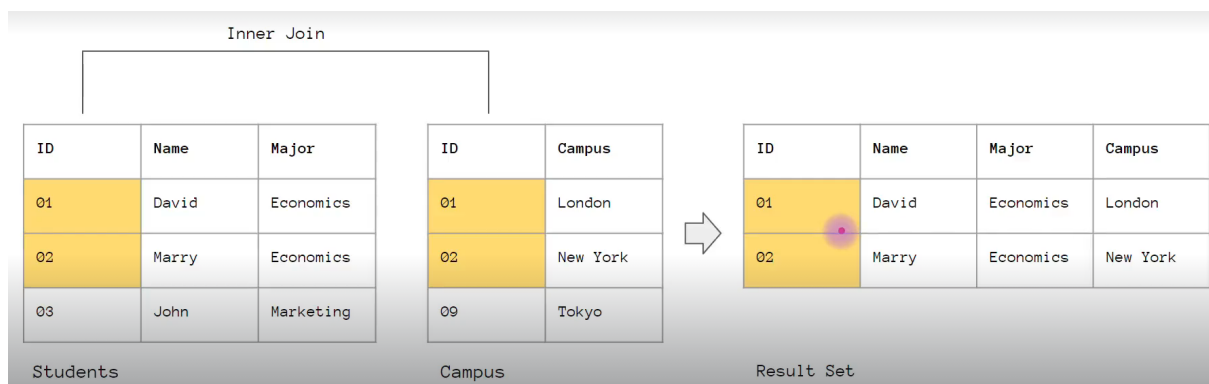 Inner Join
ID Name Major
01 David Economics
02 Marry Economics
03 John Marketing
Students
ID Campus
01 London
02 New York
09 Tokyo
Campus
ID Name Major Campus
01 David Economics London
02 Marry Economics New York
Result Set